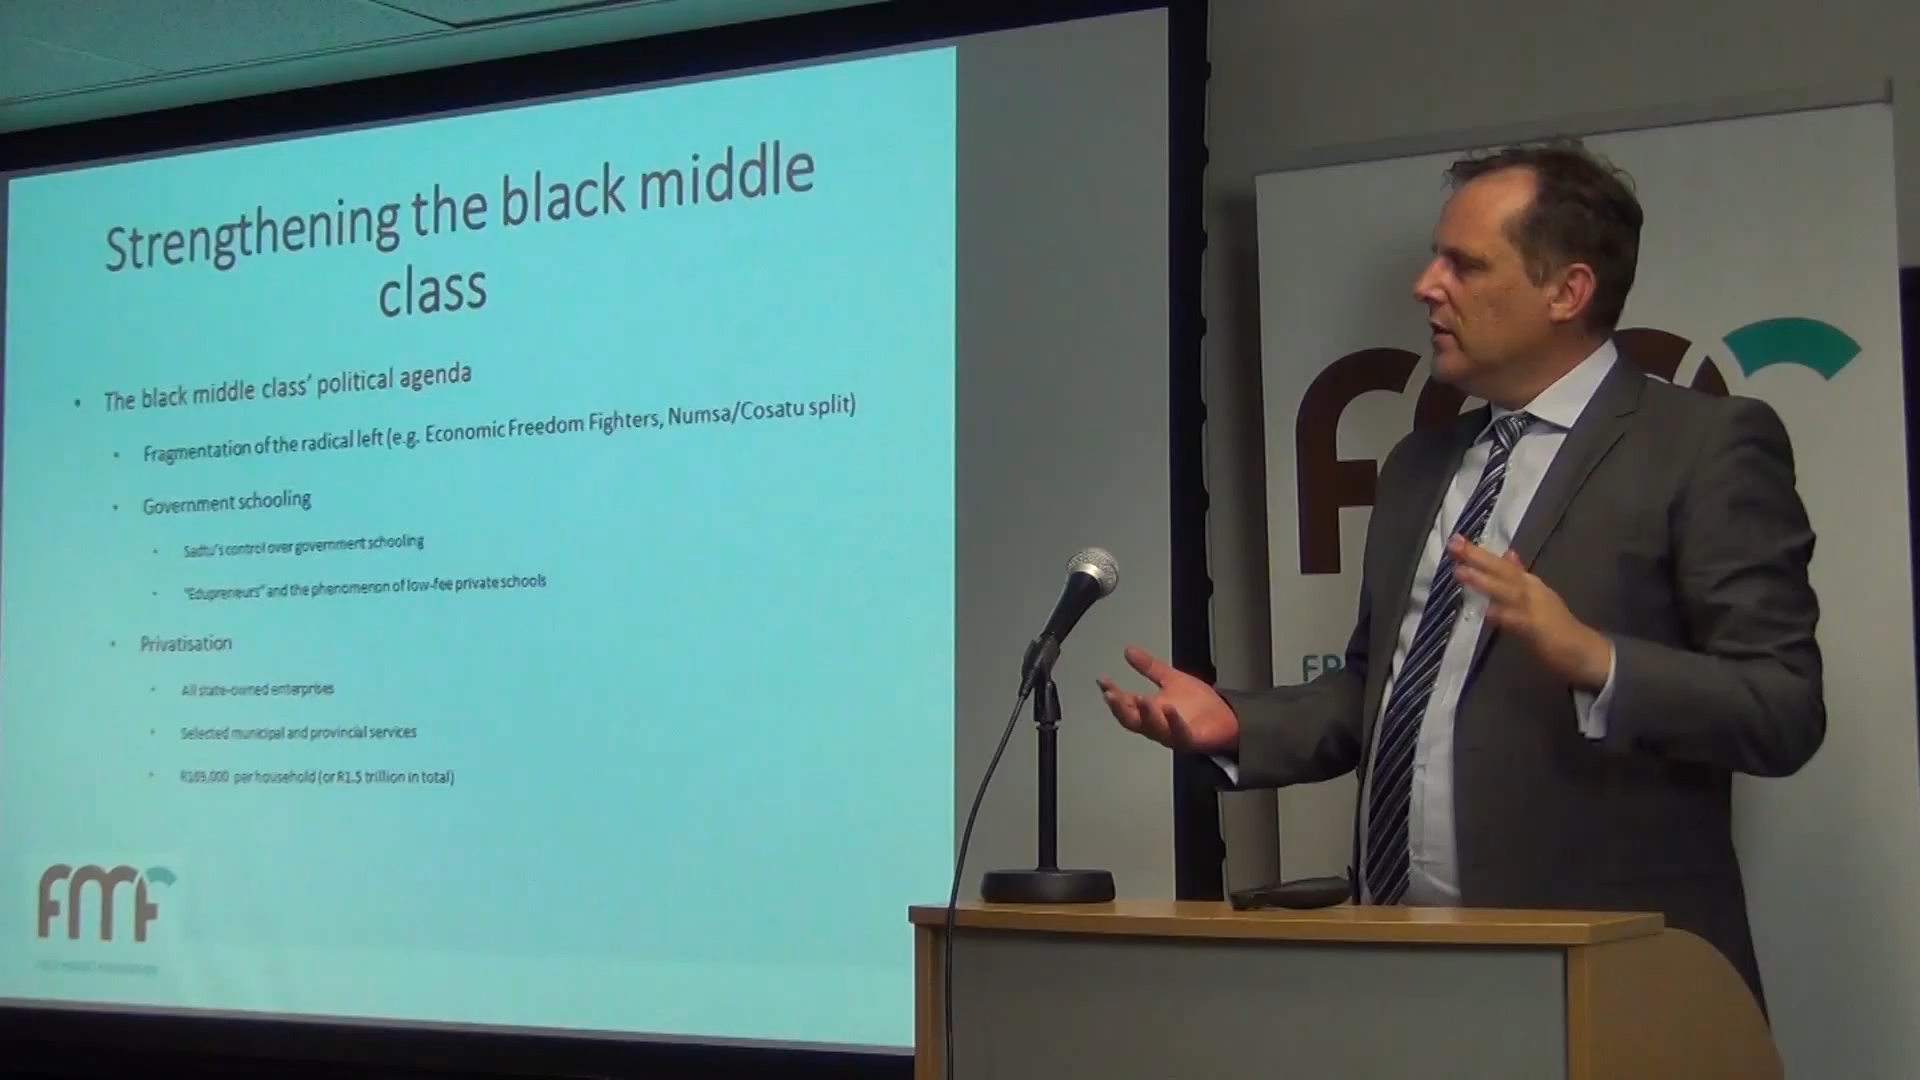 Strengthening the black middle
class
• The black middle class' political agenda
• Fragmentation of the radical left (e.g. Economic Freedom Fighters, Numsa/Cosatu split)
• Government schooling
• Sadtu's control over government schooling
• "Edupreneurs" and the phenomenon of low-fee private schools
• Privatisation
• All state-owned enterprises
• Selected municipal and provincial services
• R169,000 per household (or R1.5 trillion in total)
FMF